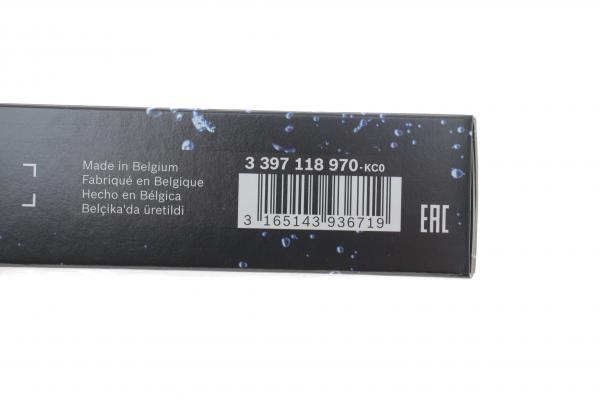 Made in Belgium
Fabriqué en Belgique
Hecho en Bélgica
Belçika'da üretildi
3 397 118 970-KC0
3 165143 936719
EAC